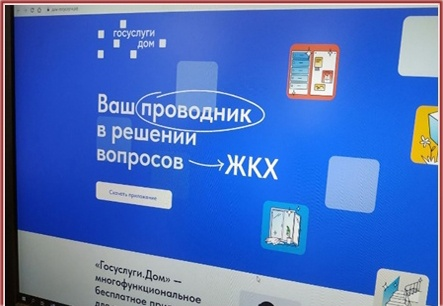 госуслуги
дом
Ваш проводник
в решении
вопросов → ЖКХ
Скачать приложение
«Госуслуги.Дом» —
многофункциональное
бесплатное